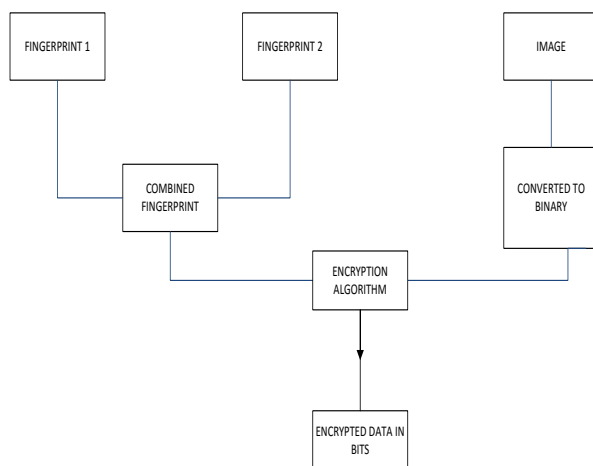 FINGERPRINT 1
FINGERPRINT 2
IMAGE
COMBINED
FINGERPRINT
CONVERTED TO
BINARY
ENCRYPTION
ALGORITHM
ENCRYPTED DATA IN
BITS